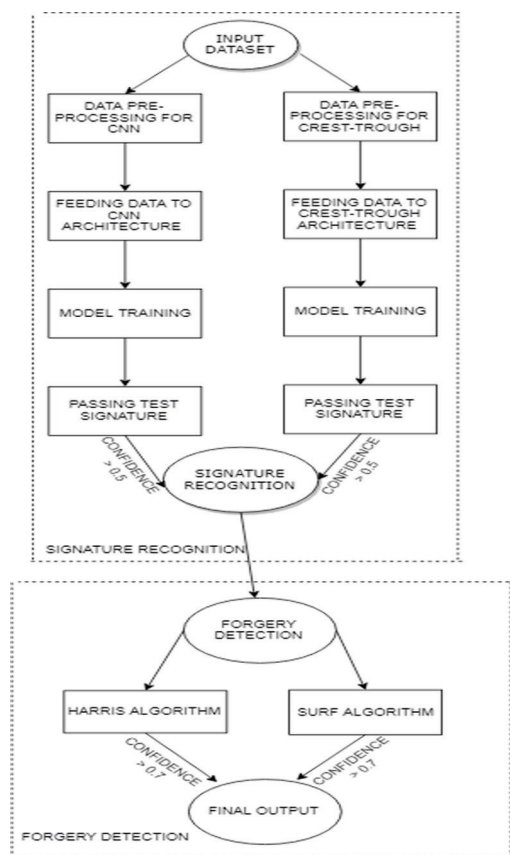 INPUT
DATASET
DATA PRE-
PROCESSING FOR
CNN
DATA PRE-
PROCESSING FOR
CREST-TROUGH
FEEDING DATA TO
CNN
ARCHITECTURE
FEEDING DATA TO
CREST-TROUGH
ARCHITECTURE
MODEL TRAINING
MODEL TRAINING
PASSING TEST
SIGNATURE
PASSING TEST
SIGNATURE
CONFIDENCE
> 0.5
SIGNATURE
RECOGNITION
CONFIDENCE
> 0.5
SIGNATURE RECOGNITION
FORGERY
DETECTION
HARRIS ALGORITHM
SURF ALGORITHM
CONFIDENCE
> 0.7
CONFIDENCE
> 0.7
FINAL OUTPUT
FORGERY DETECTION